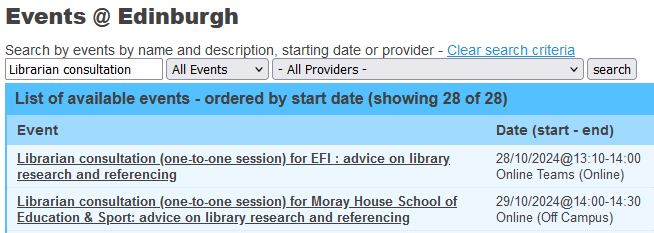 Events @ Edinburgh
Search by events by name and description, starting date or provider - Clear search criteria
Librarian consultation All Events - All Providers - search
List of available events - ordered by start date (showing 28 of 28)
Event Date (start - end)
Librarian consultation (one-to-one session) for EFI : advice on library 28/10/2024@13:10-14:00
research and referencing Online Teams (Online)
Librarian consultation (one-to-one session) for Moray House School of 29/10/2024@14:00-14:30
Education & Sport: advice on library research and referencing Online (Off Campus)